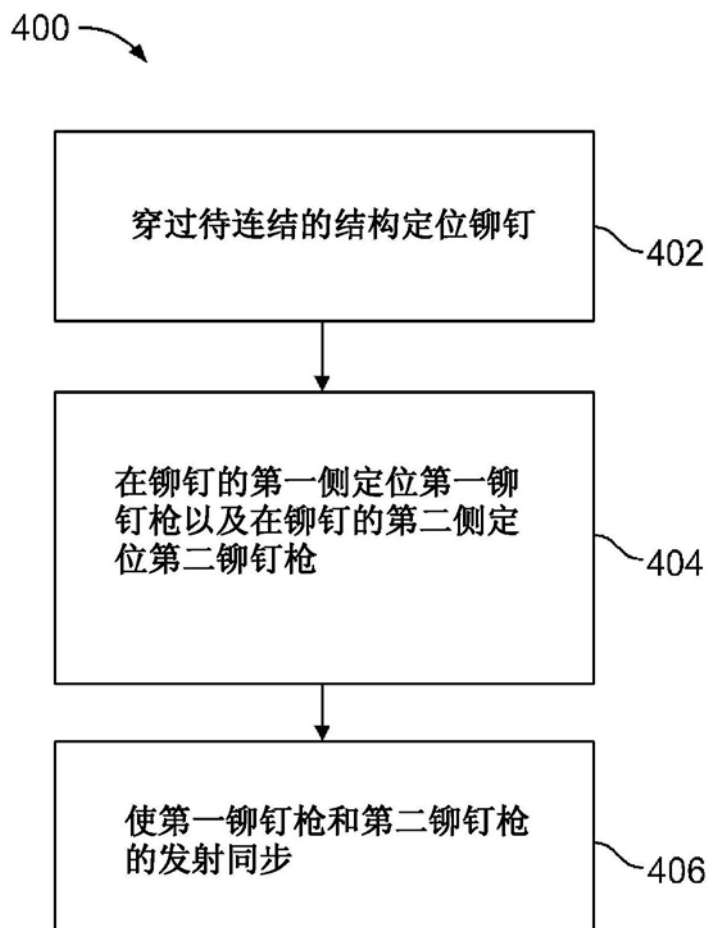 400
穿过待连结的结构定位铆钉
402
在铆钉的第一侧定位第一铆
钉枪以及在铆钉的第二侧定
位第二铆钉枪
404
使第一铆钉枪和第二铆钉枪
的发射同步
406